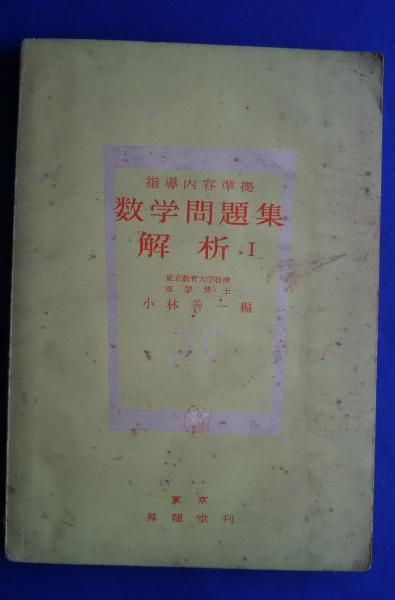 指導内容準拠
数学問題集
解析 I
東京教育大学教授
理学博士
小林善一編
東京
昇龍堂刊